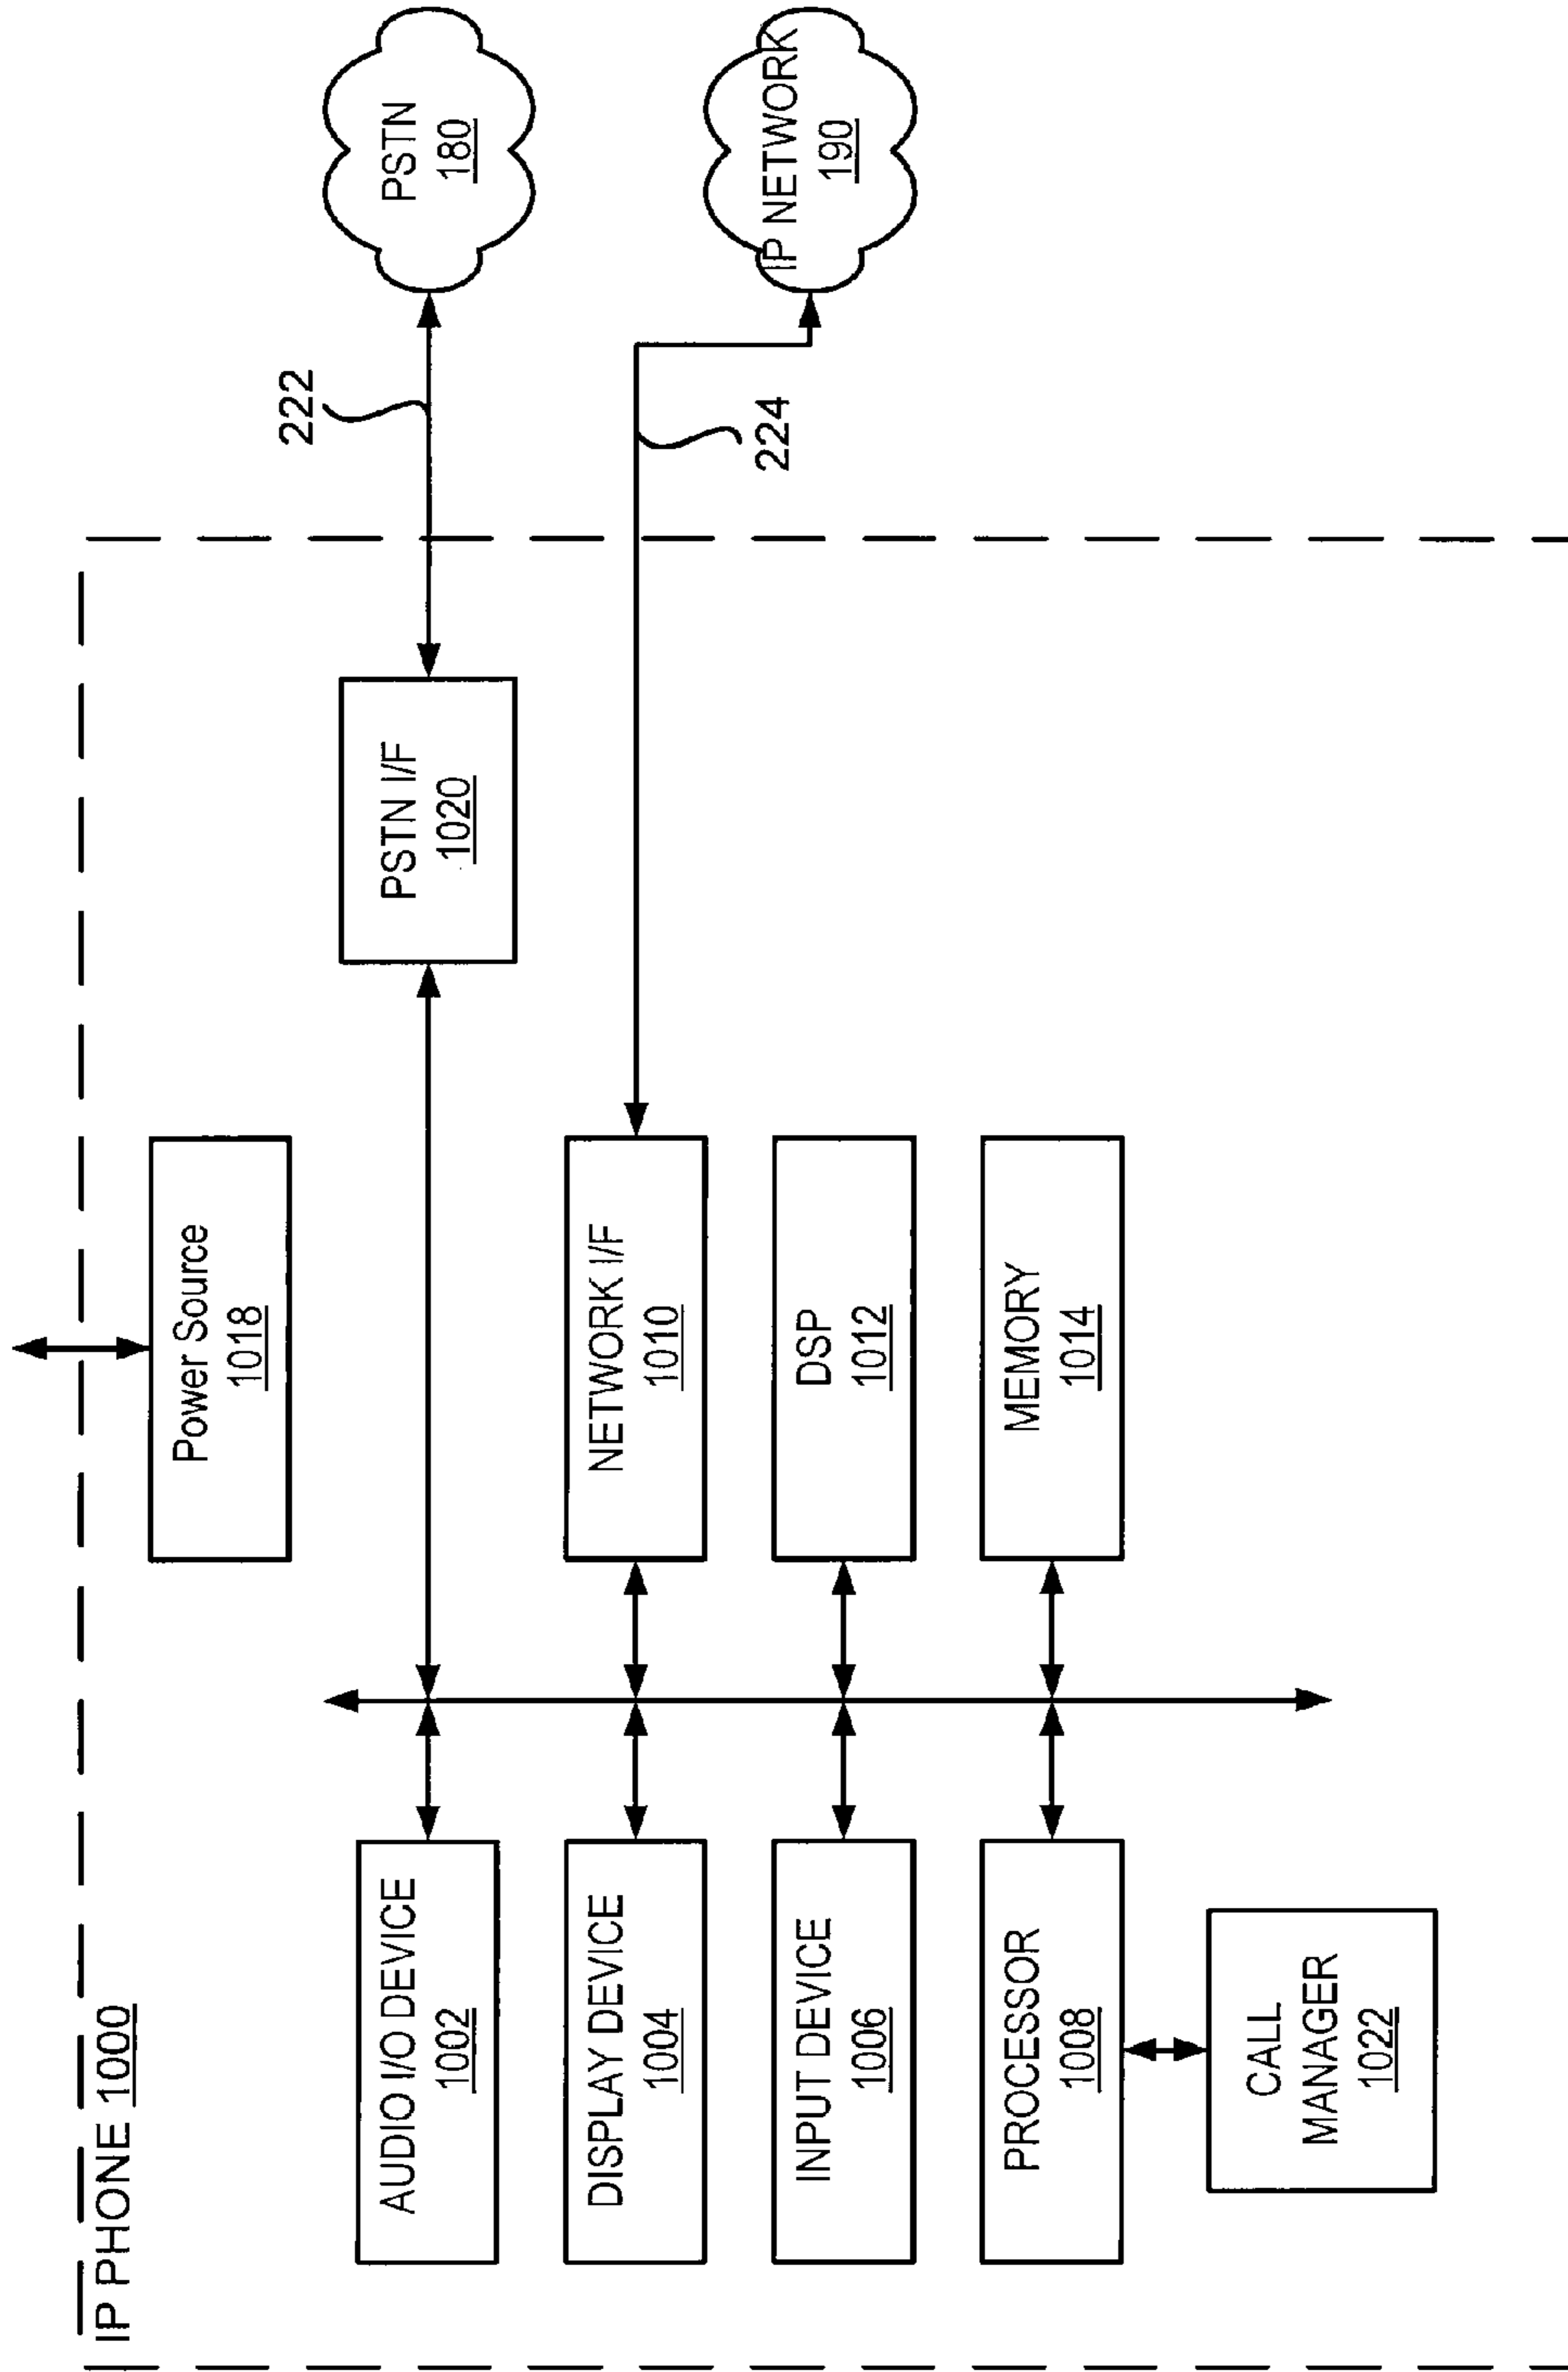 IP PHONE 1000
Power Source
1018
AUDIO I/O DEVICE
1002
PSTN I/F
1020
222
PSTN
180
DISPLAY DEVICE
1004
NETWORK I/F
1010
224
IP NETWORK
190
INPUT DEVICE
1006
DSP
1012
PROCESSOR
1008
MEMORY
1014
CALL
MANAGER
1022